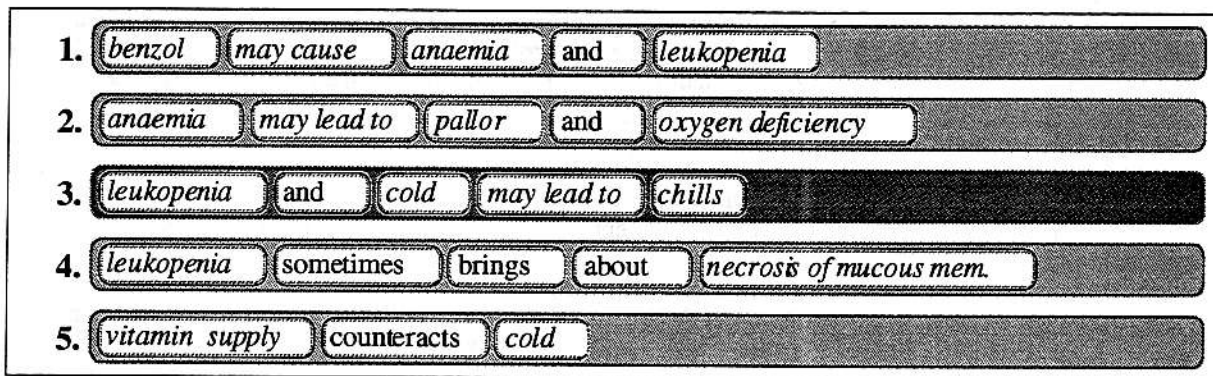 1. benzol may cause anaemia and leukopenia
2. anaemia may lead to pallor and oxygen deficiency
3. leukopenia and cold may lead to chills
4. leukopenia sometimes brings about necrosis of mucous mem.
5. vitamin supply counteracts cold